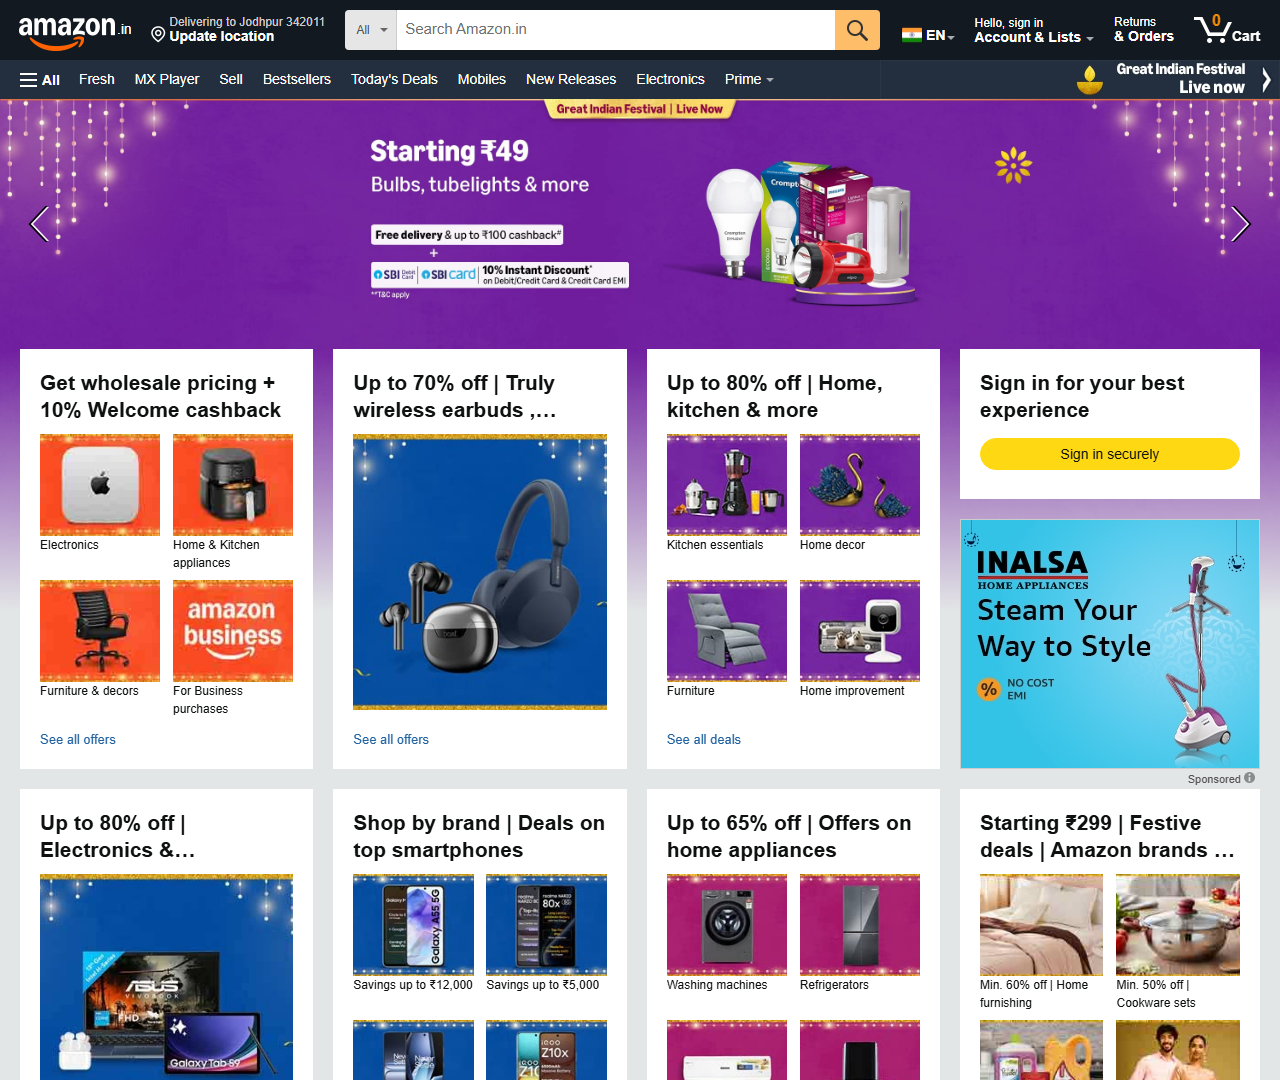 amazon.in
Delivering to Jodhpur 342011
Update location
All
Search Amazon.in
EN
Hello, sign in
Account & Lists
Returns
& Orders
0
Cart
All
Fresh
MX Player
Sell
Bestsellers
Today's Deals
Mobiles
New Releases
Electronics
Prime
Great Indian Festival
Live now
Great Indian Festival | Live Now
Starting ₹49
Bulbs, tubelights & more
Free delivery & up to ₹100 cashback#
+
SBI Debit Card | SBI card | 10% Instant Discount*
on Debit/Credit Card & Credit Card EMI
*#T&C apply
Crompton
Get wholesale pricing +
10% Welcome cashback
Electronics
Home & Kitchen
appliances
amazon
business
Furniture & decors
For Business
purchases
See all offers
Up to 70% off | Truly
wireless earbuds ,…
boat
See all offers
Up to 80% off | Home,
kitchen & more
Kitchen essentials
Home decor
Furniture
Home improvement
See all deals
Sign in for your best
experience
Sign in securely
INALSA
HOME APPLIANCES
Steam Your
Way to Style
%
NO COST
EMI
Sponsored
Up to 80% off |
Electronics &…
ASUS
VIVOBOOK
FHD
Galaxy Tab S9
Shop by brand | Deals on
top smartphones
Galaxy A55 5G
realme
80x
Savings up to ₹12,000
Savings up to ₹5,000
iQOO
Z10x
Up to 65% off | Offers on
home appliances
Washing machines
Refrigerators
Starting ₹299 | Festive
deals | Amazon brands …
Min. 60% off | Home
furnishing
Min. 50% off |
Cookware sets